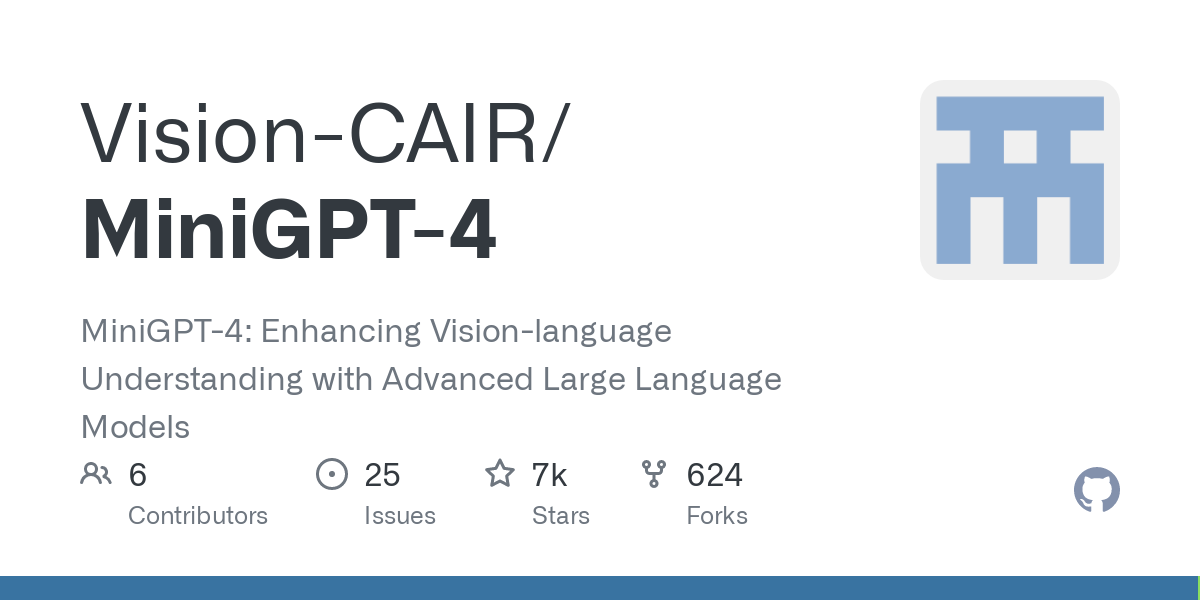 Vision-CAIR/
MiniGPT-4
MiniGPT-4: Enhancing Vision-language
Understanding with Advanced Large Language
Models
6 25 7k 624
Contributors Issues Stars Forks